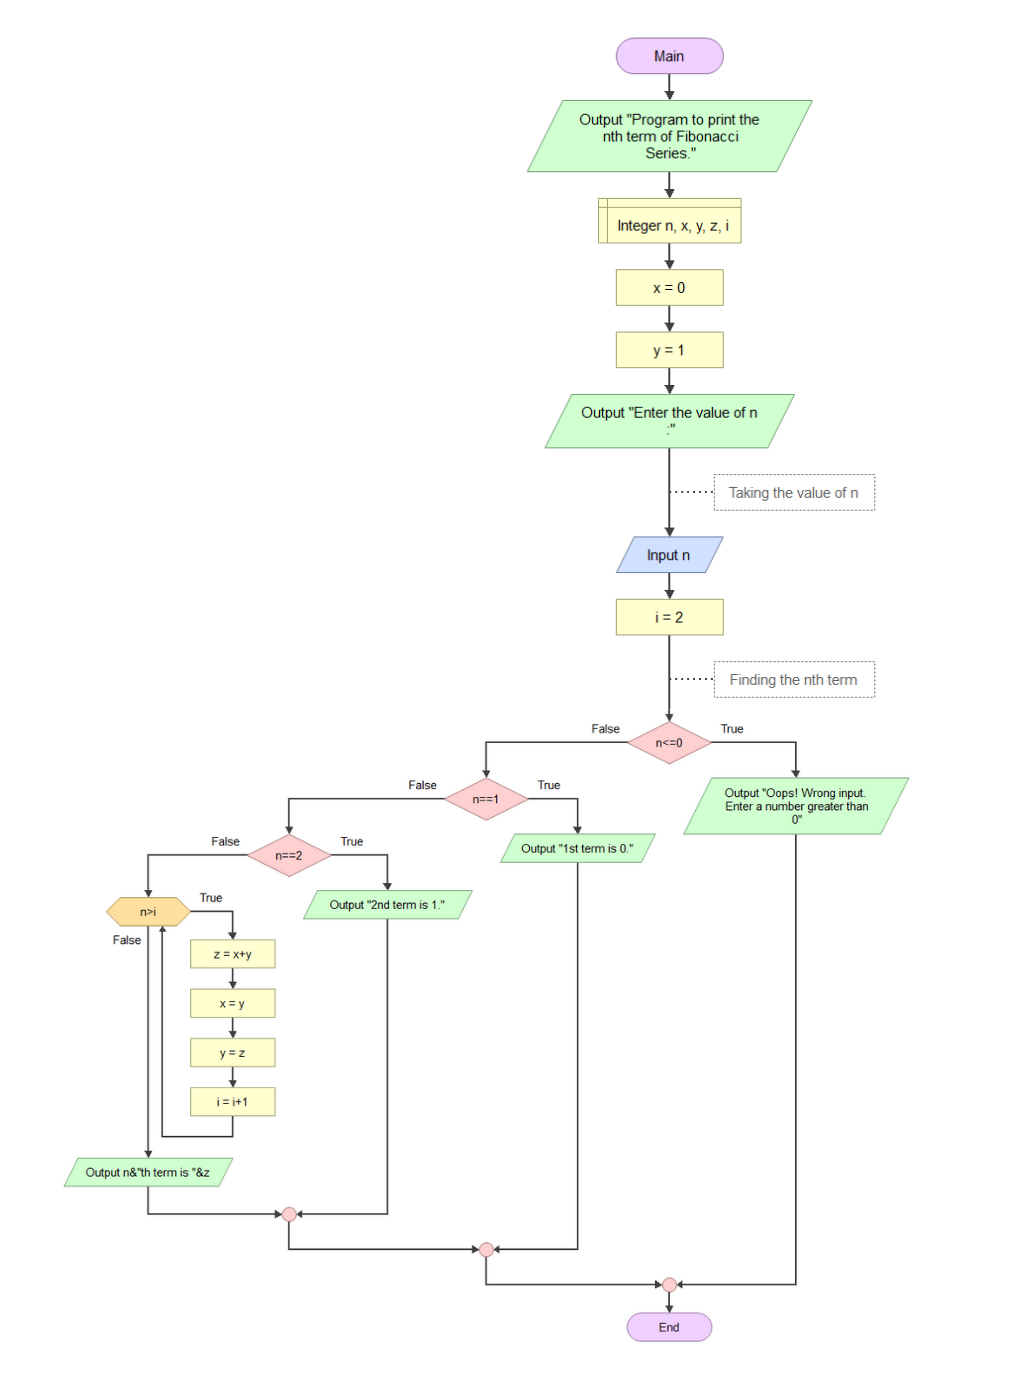 Main
Output "Program to print the
nth term of Fibonacci
Series."
Integer n, x, y, z, i
x = 0
y = 1
Output "Enter the value of n
:"
Taking the value of n
Input n
i = 2
Finding the nth term
False
True
n<=0
False
True
n==1
Output "Oops! Wrong input.
Enter a number greater than
0"
False
True
n==2
Output "1st term is 0."
True
n>i
False
Output "2nd term is 1."
z = x+y
x = y
y = z
i = i+1
Output n&"th term is "&z
End